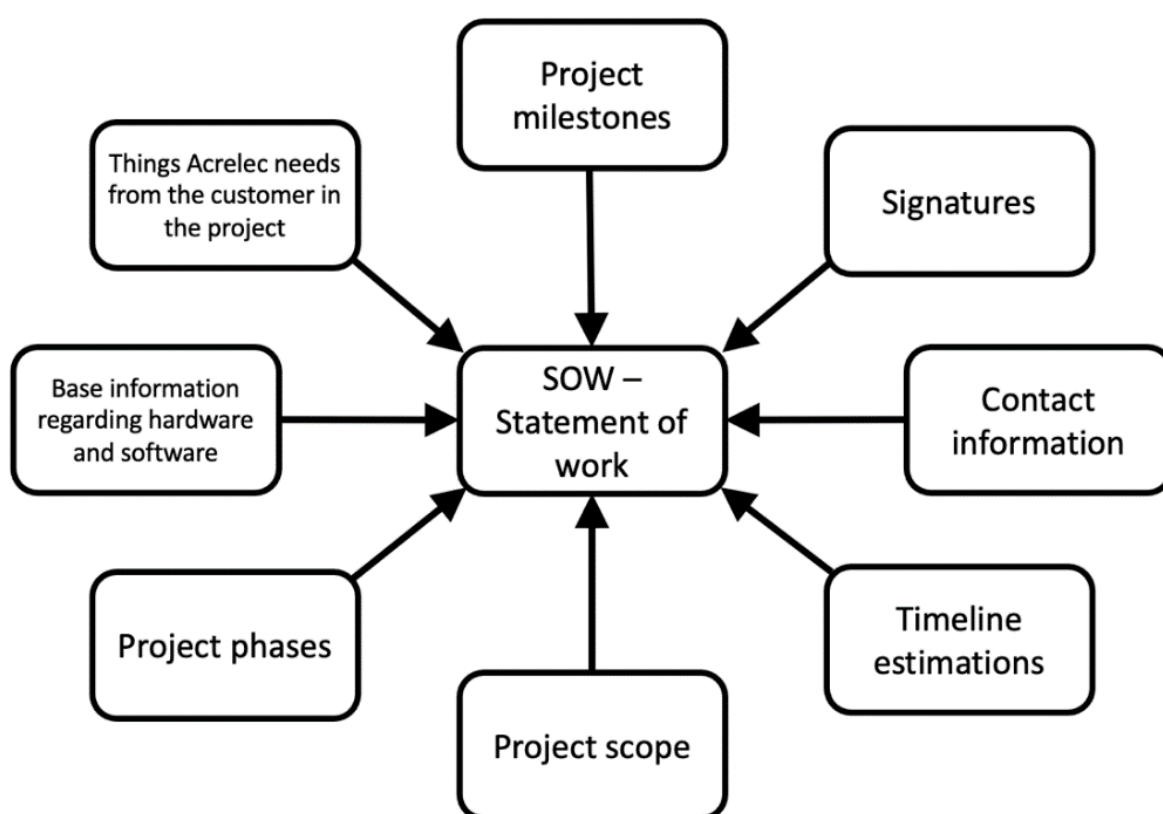 Project
milestones
Things Acrelec needs
from the customer in
the project
Signatures
SOW –
Statement of
work
Base information
regarding hardware
and software
Contact
information
Project phases
Timeline
estimations
Project scope